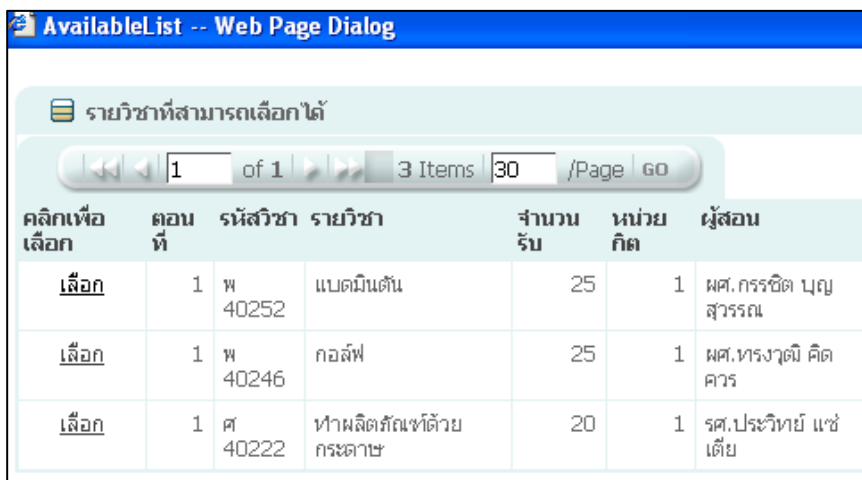 AvailableList -- Web Page Dialog
รายวิชาที่สามารถเลือกได้
1 of 1 3 Items 30 /Page GO
คลิกเพื่อ ตอน รหัสวิชา รายวิชา จำนวน หน่วย ผู้สอน
เลือก ที่ รับ กิต
เลือก 1 พ แบดมินตัน 25 1 ผศ.กรรชิต บุญ
40252 สุวรรณ
เลือก 1 พ กอล์ฟ 25 1 ผศ.ทรงวุฒิ คิด
40246 ควร
เลือก 1 ศ ทำผลิตภัณฑ์ด้วย 20 1 รศ.ประวิทย์ แซ่
40222 กระดาษ เตีย